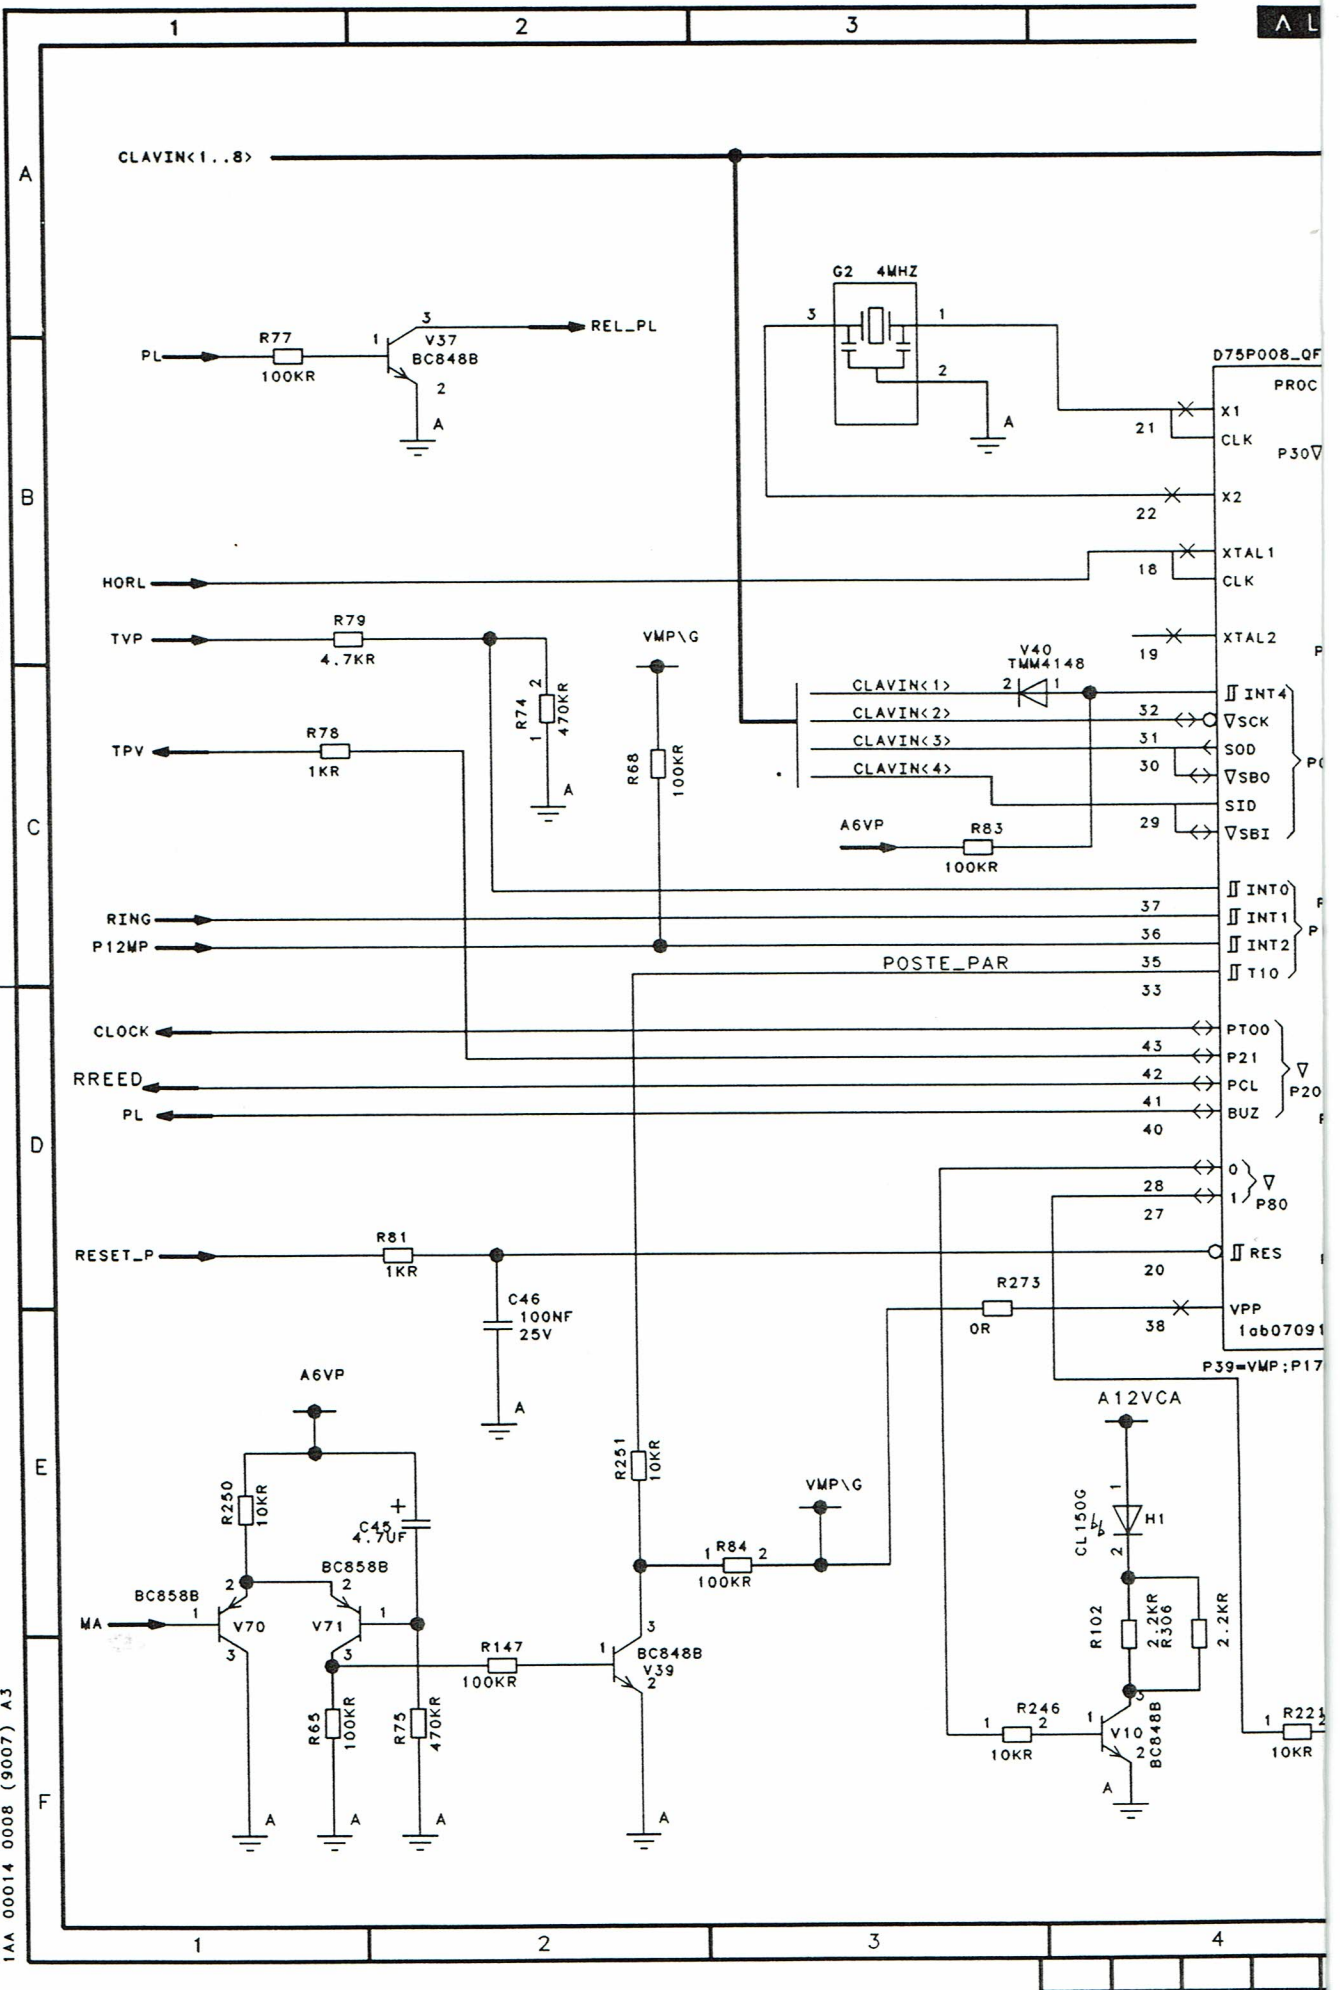 1 2 3
A L
A
CLAVIN<1..8>
G2 4MHZ
3 1
2
A
R77
100KR
PL
1
3
V37
BC848B
2
A
REL_PL
D75P008_QF
PROC
X1
21
CLK
P30∇
B
X2
22
HORL
XTAL1
18
CLK
TVP
R79
4.7KR
VMP\G
XTAL2
19
R74
470KR
2
1
A
R68
100KR
V40
TMM4148
2 1
CLAVIN<1>
INT4
CLAVIN<2>
32
∇SCK
CLAVIN<3>
31
SOD
30
∇SBO
CLAVIN<4>
SID
29
∇SBI
TPV
R78
1KR
C
A6VP
R83
100KR
INT0
37
RING
INT1
36
P12MP
INT2
POSTE_PAR
35
T10
33
CLOCK
PTO0
43
P21
RREED
42
PCL
PL
41
BUZ
40
∇
P20
D
0
28
1
27
∇
P80
RESET_P
R81
1KR
RES
20
C46
100NF
25V
A
R273
0R
VPP
38
1ab07091
P39=VMP;P17
A6VP
A12VCA
E
R250
10KR
+
C45
4.7UF
R251
10KR
VMP\G
R84
1 2
100KR
CL150G
1
H1
2
BC858B
BC858B
MA
1
2
V70
3
2
V71
1
3
R147
100KR
1
3
BC848B
V39
2
R102
2.2KR
R306
2.2KR
R65
100KR
R75
470KR
R246
1 2
10KR
1
3
V10
2
BC848B
A
1
R221
2
10KR
F
A A A A
1AA 00014 0008 (9007) A3
1 2 3 4